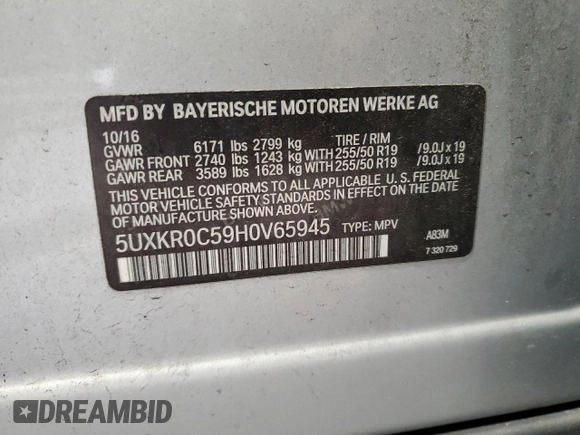 MFD BY BAYERISCHE MOTOREN WERKE AG
10/16
GVWR 6171 lbs 2799 kg TIRE / RIM
GAWR FRONT 2740 lbs 1243 kg WITH 255/50 R19 /9.0J x 19
GAWR REAR 3589 lbs 1628 kg WITH 255/50 R19 /9.0J x 19
THIS VEHICLE CONFORMS TO ALL APPLICABLE U. S. FEDERAL
MOTOR VEHICLE SAFETY STANDARDS IN EFFECT ON THE DATE
OF MANUFACTURE SHOWN ABOVE.
5UXKR0C59H0V65945 TYPE: MPV
A83M
7 320 729
DREAMBID